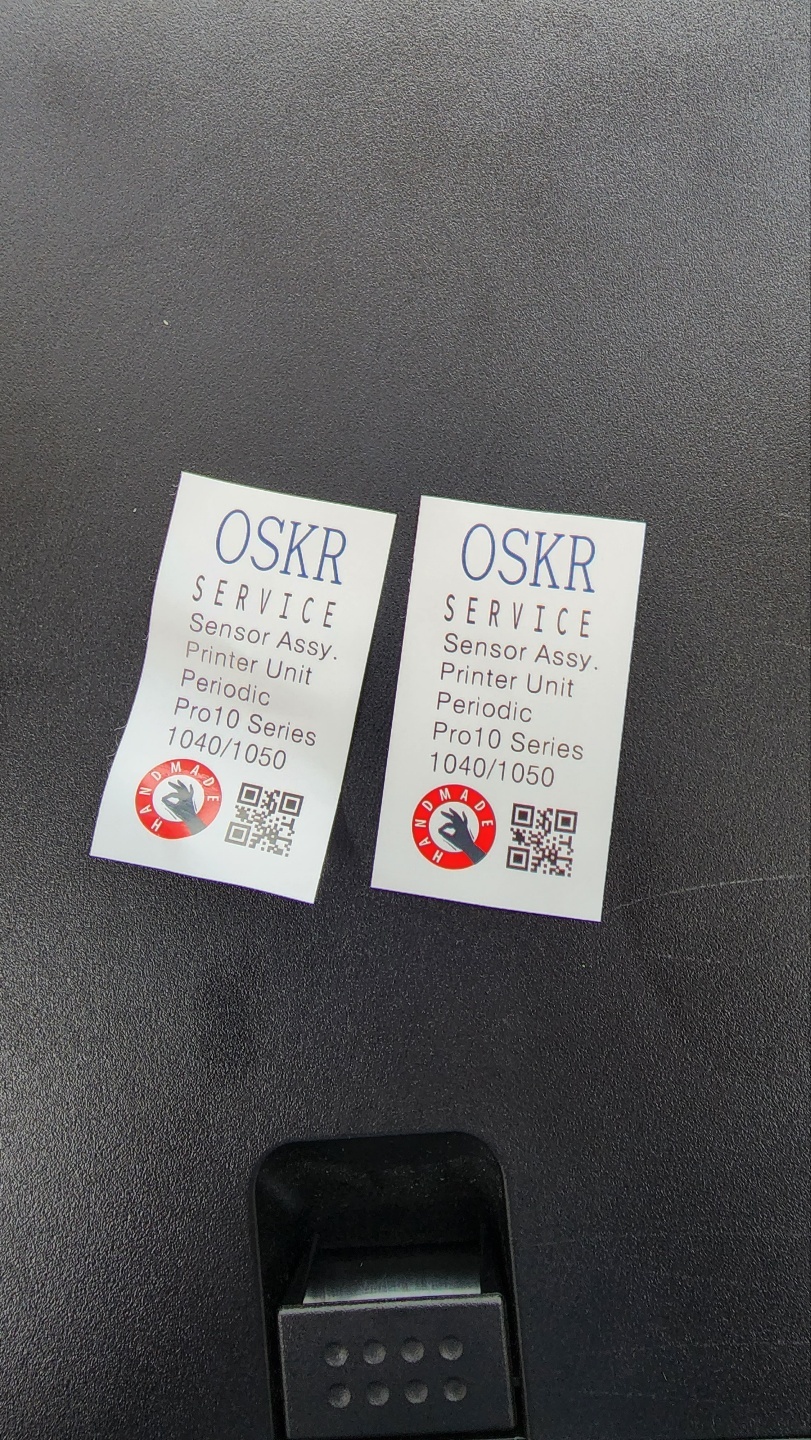 OSKR
SERVICE
Sensor Assy.
Printer Unit
Periodic
Pro10 Series
1040/1050
HANDMADE
OSKR
SERVICE
Sensor Assy.
Printer Unit
Periodic
Pro10 Series
1040/1050
HANDMADE